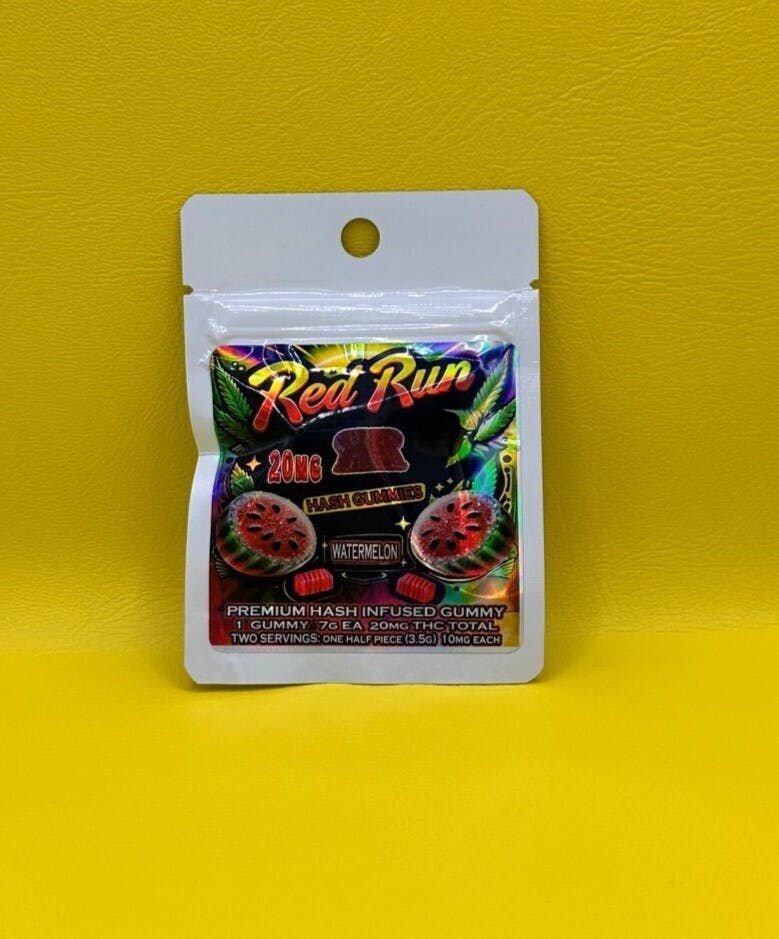 Red Run
20MG
HASH GUMMIES
WATERMELON
PREMIUM HASH INFUSED GUMMY
1 GUMMY 7G EA 20MG THC TOTAL
TWO SERVINGS: ONE HALF PIECE (3.5G) 10MG EACH